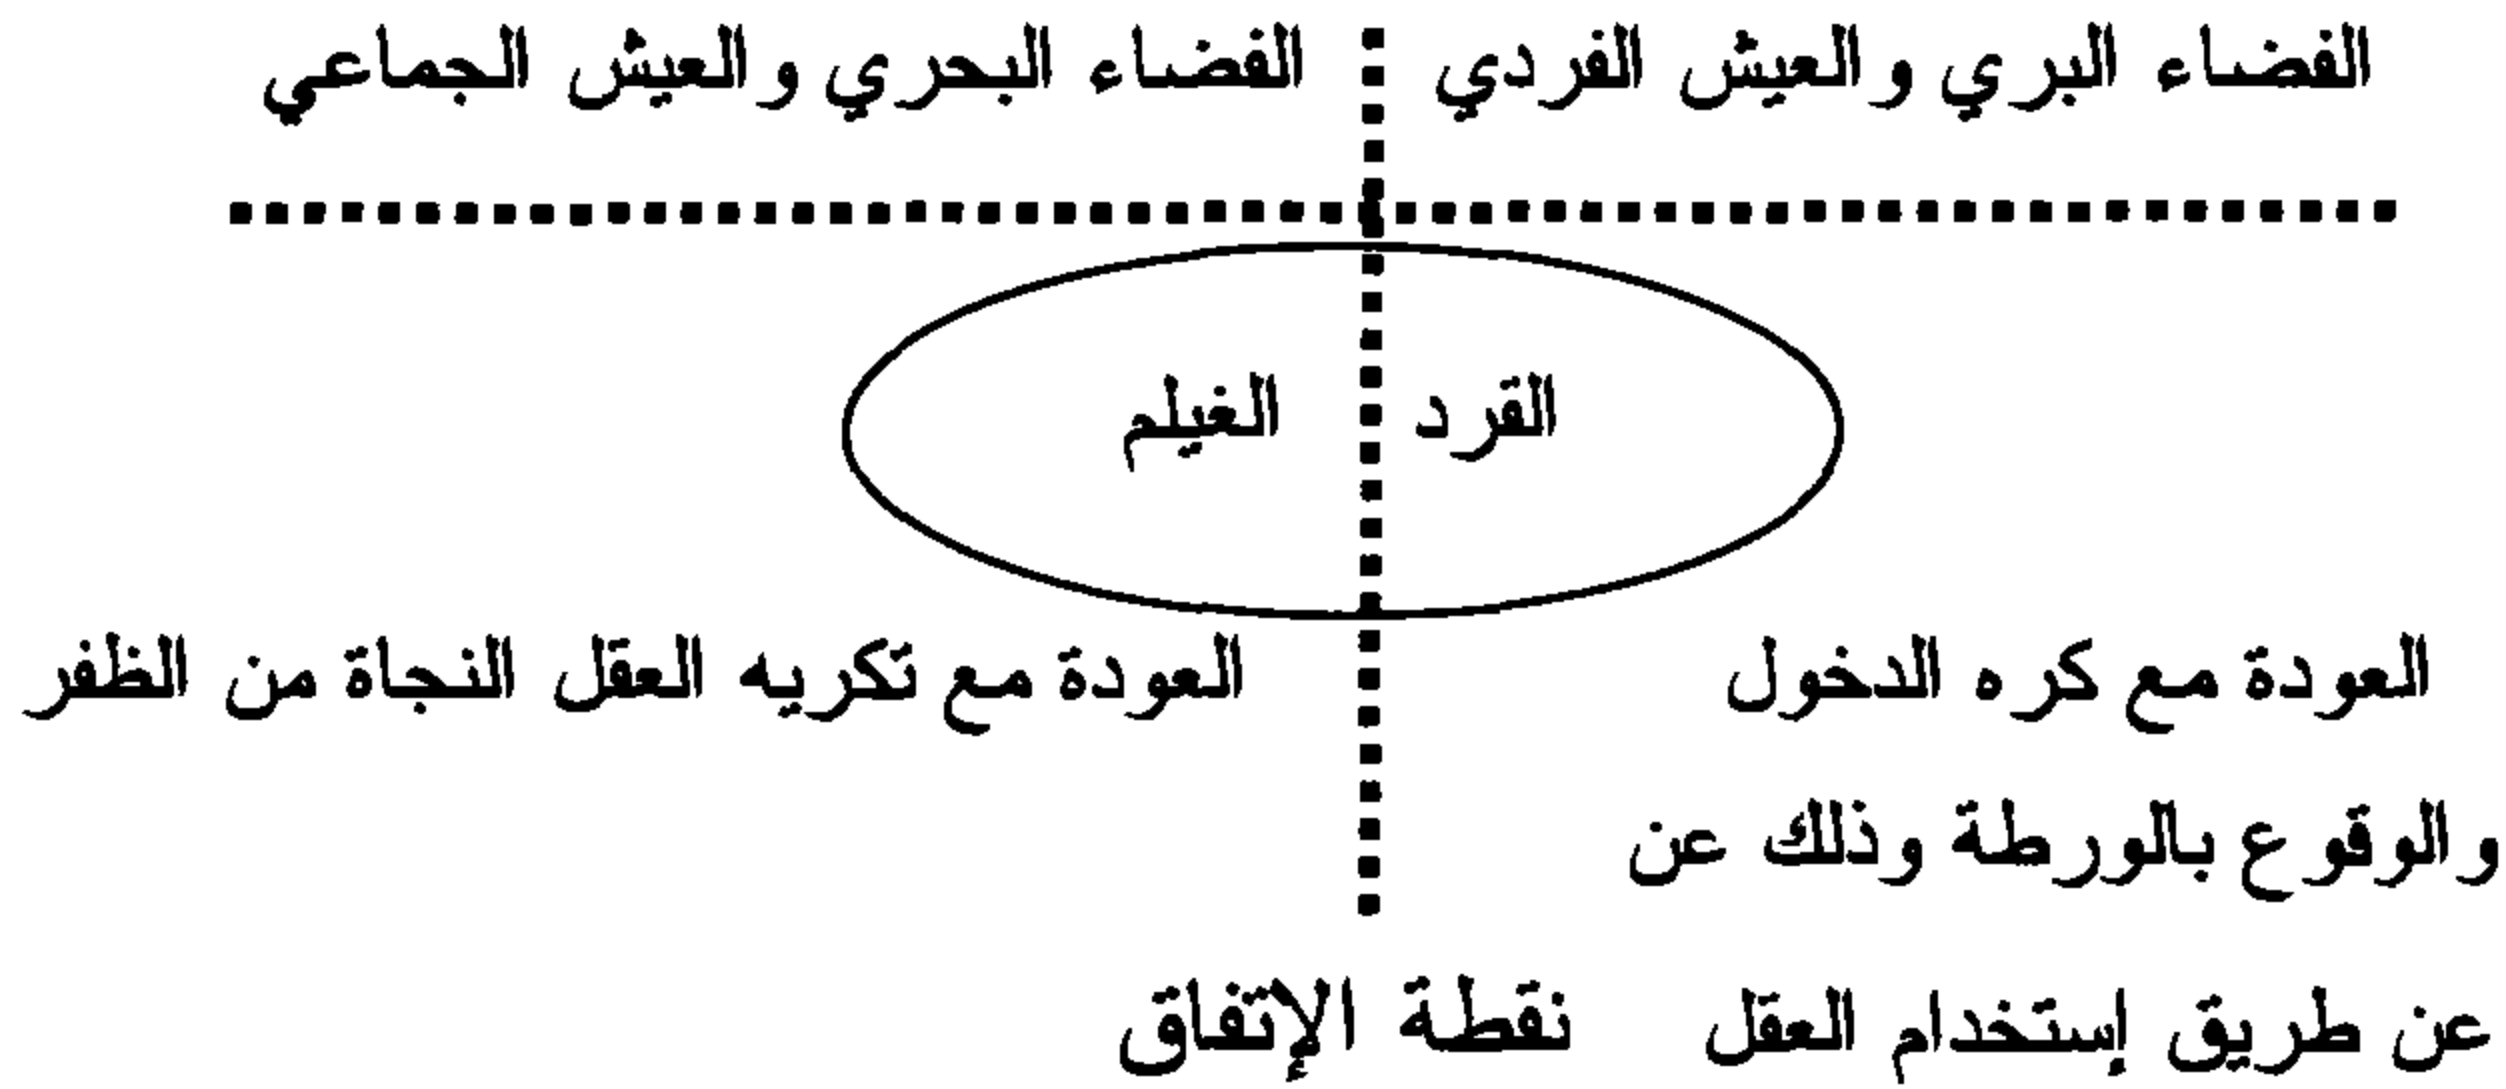 الفضاء البري والعيش الفردي
الفضاء البحري والعيش الجماعي
القرد
الغيلم
العودة مع كره الدخول
العودة مع تكريه العقل النجاة من الظفر
والوقوع بالورطة وذلك عن
عن طريق إستخدام العقل
نقطة الإتفاق